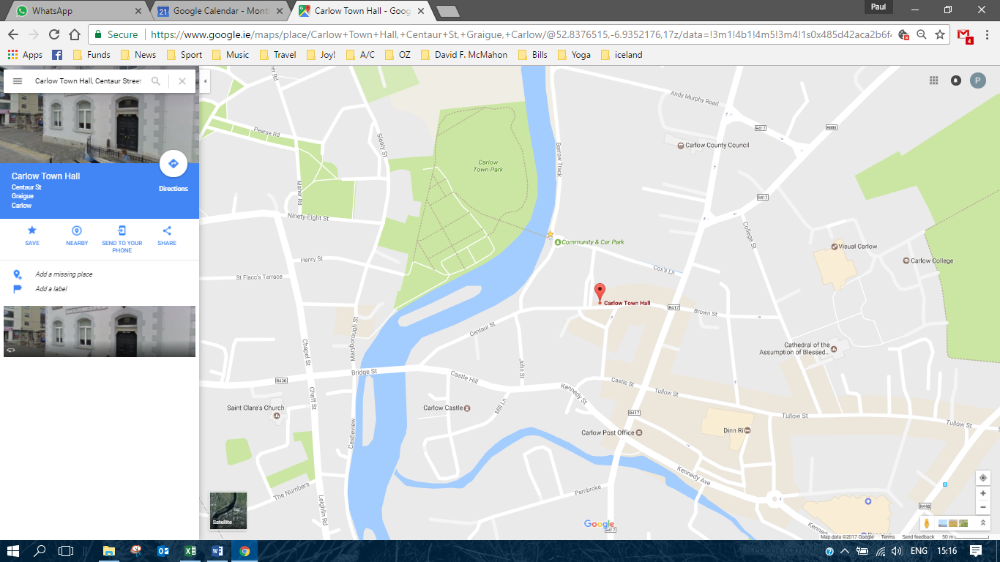 WhatsApp
21
Google Calendar - Mont
Carlow Town Hall - Goog
Paul
Secure
https://www.google.ie/maps/place/Carlow+Town+Hall,+Centaur+St,+Graigue,+Carlow/@52.8376515,-6.9352176,17z/data=!3m1!4b1!4m5!3m4!1s0x485d42aca2b6f
4
Apps
Funds
News
Sport
Music
Travel
Joy!
A/C
OZ
David F. McMahon
Bills
Yoga
iceland
Carlow Town Hall, Centaur Street
Carlow Town Hall
Centaur St
Graigue
Carlow
Directions
SAVE
NEARBY
SEND TO YOUR
PHONE
SHARE
Add a missing place
Add a label
P
Maher Rd
Pearse Rd
Sleaty St
Andy Murphy Road
R417
R883
Carlow County Council
Carlow
Town Park
Barrow Track
Maher Rd
Ninety-Eight St
R417
College St
Community & Car Park
Visual Carlow
Carlow College
Henry St
Cox's Ln
St Fiacc's Terrace
Carlow Town Hall
R417
Brown St
Centaur St
Maryborough St
Chapel St
Cathedral of the
Assumption of Blessed...
Bridge St
John St
R430
Castle Hill
Castle St
Kennedy St
Tullow St
Chaff St
Mill Ln
Saint Clare's Church
Carlow Castle
R417
Tullow St
Tullow St
Carlow Post Office
Dinn Ri
Castleview
Kennedy Ave
The Numbers
Pembroke
Leighlin Rd
R448
Satellite
Google
R417
Kennedy
Map data ©2017 Google
Terms
Send feedback
50 m
ENG
15:16